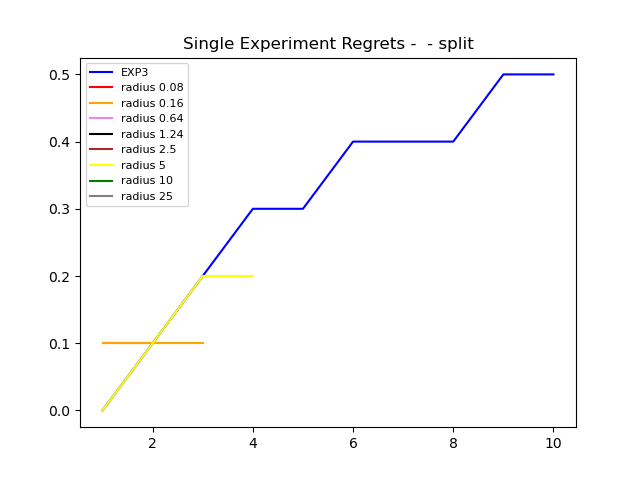 Single Experiment Regrets -  - split
EXP3
radius 0.08
radius 0.16
radius 0.64
radius 1.24
radius 2.5
radius 5
radius 10
radius 25
0.5
0.4
0.3
0.2
0.1
0.0
2 4 6 8 10